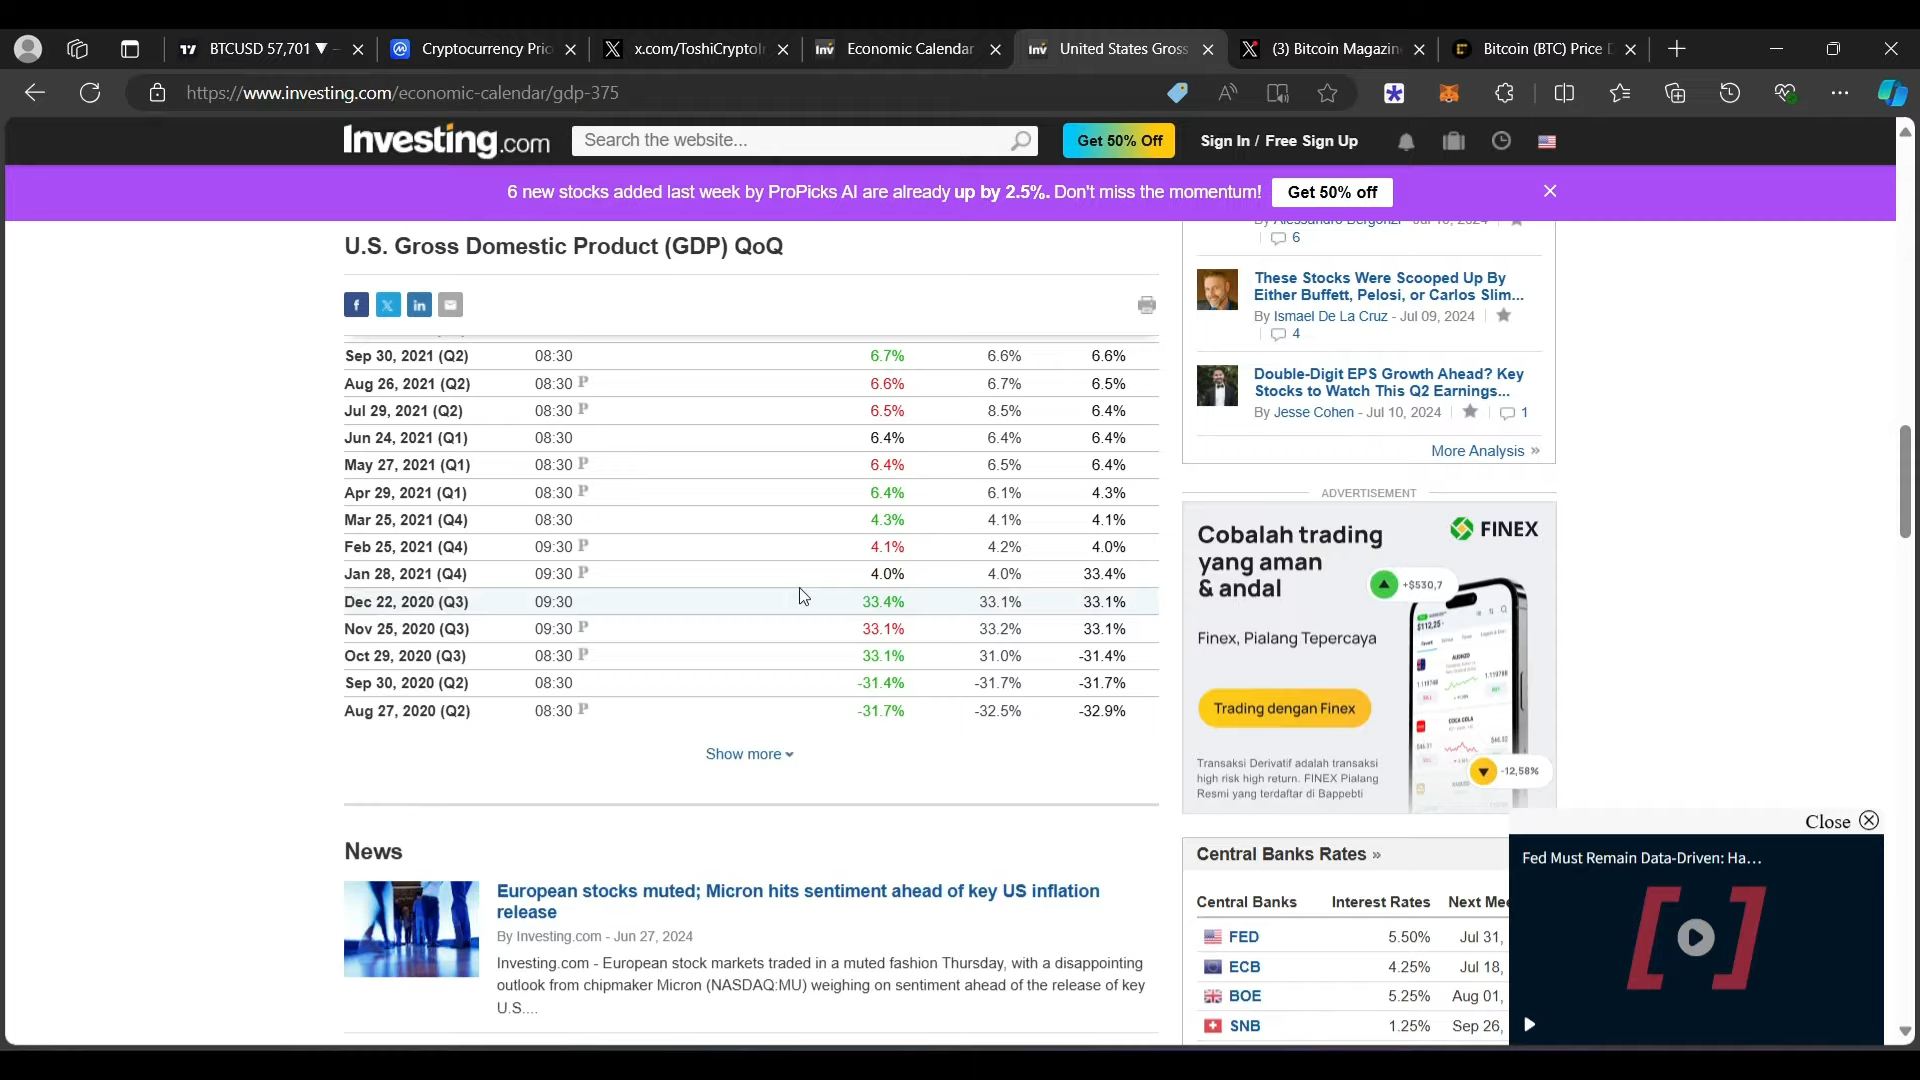 BTCUSD 57,701 ▼
Cryptocurrency Pric
x.com/ToshiCryptoI
Economic Calendar
United States Gross
(3) Bitcoin Magazin
Bitcoin (BTC) Price
https://www.investing.com/economic-calendar/gdp-375
Investing.com
Search the website...
Get 50% Off
Sign In / Free Sign Up
6 new stocks added last week by ProPicks AI are already up by 2.5%. Don't miss the momentum!
Get 50% off
U.S. Gross Domestic Product (GDP) QoQ
Sep 30, 2021 (Q2) 08:30 6.7% 6.6% 6.6%
Aug 26, 2021 (Q2) 08:30 P 6.6% 6.7% 6.5%
Jul 29, 2021 (Q2) 08:30 P 6.5% 8.5% 6.4%
Jun 24, 2021 (Q1) 08:30 6.4% 6.4% 6.4%
May 27, 2021 (Q1) 08:30 P 6.4% 6.5% 6.4%
Apr 29, 2021 (Q1) 08:30 P 6.4% 6.1% 4.3%
Mar 25, 2021 (Q4) 08:30 4.3% 4.1% 4.1%
Feb 25, 2021 (Q4) 09:30 P 4.1% 4.2% 4.0%
Jan 28, 2021 (Q4) 09:30 P 4.0% 4.0% 33.4%
Dec 22, 2020 (Q3) 09:30 33.4% 33.1% 33.1%
Nov 25, 2020 (Q3) 09:30 P 33.1% 33.2% 33.1%
Oct 29, 2020 (Q3) 08:30 P 33.1% 31.0% -31.4%
Sep 30, 2020 (Q2) 08:30 -31.4% -31.7% -31.7%
Aug 27, 2020 (Q2) 08:30 P -31.7% -32.5% -32.9%
Show more
News
European stocks muted; Micron hits sentiment ahead of key US inflation
release
By Investing.com - Jun 27, 2024
Investing.com - European stock markets traded in a muted fashion Thursday, with a disappointing
outlook from chipmaker Micron (NASDAQ:MU) weighing on sentiment ahead of the release of key
U.S....
6
These Stocks Were Scooped Up By
Either Buffett, Pelosi, or Carlos Slim...
By Ismael De La Cruz - Jul 09, 2024
4
Double-Digit EPS Growth Ahead? Key
Stocks to Watch This Q2 Earnings...
By Jesse Cohen - Jul 10, 2024 1
More Analysis »
ADVERTISEMENT
Cobalah trading
yang aman
& andal
FINEX
+$530,7
$112,25
Finex, Pialang Tepercaya
Trading dengan Finex
COCA COLA
-12,58%
Transaksi Derivatif adalah transaksi
high risk high return. FINEX Pialang
Resmi yang terdaftar di Bappebti
Central Banks Rates »
Central Banks Interest Rates Next Mee
FED 5.50% Jul 31,
ECB 4.25% Jul 18,
BOE 5.25% Aug 01,
SNB 1.25% Sep 26,
Close
Fed Must Remain Data-Driven: Ha...